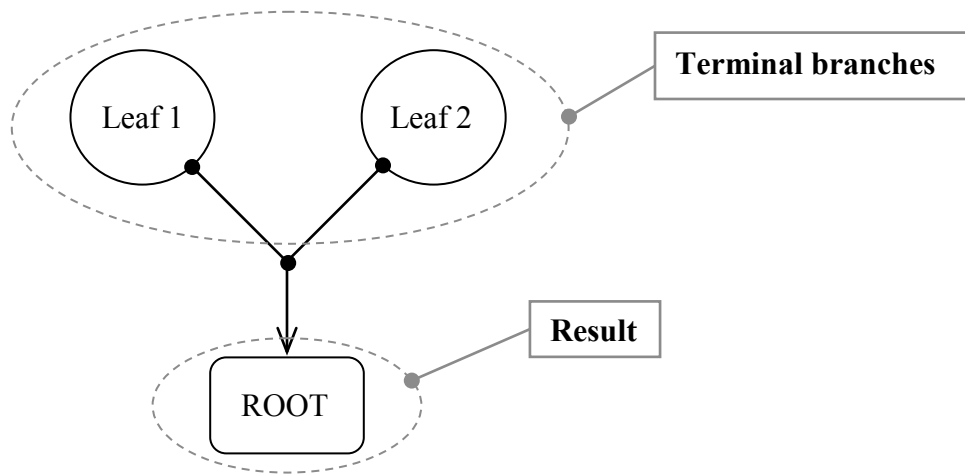 Terminal branches
Leaf 1
Leaf 2
Result
ROOT